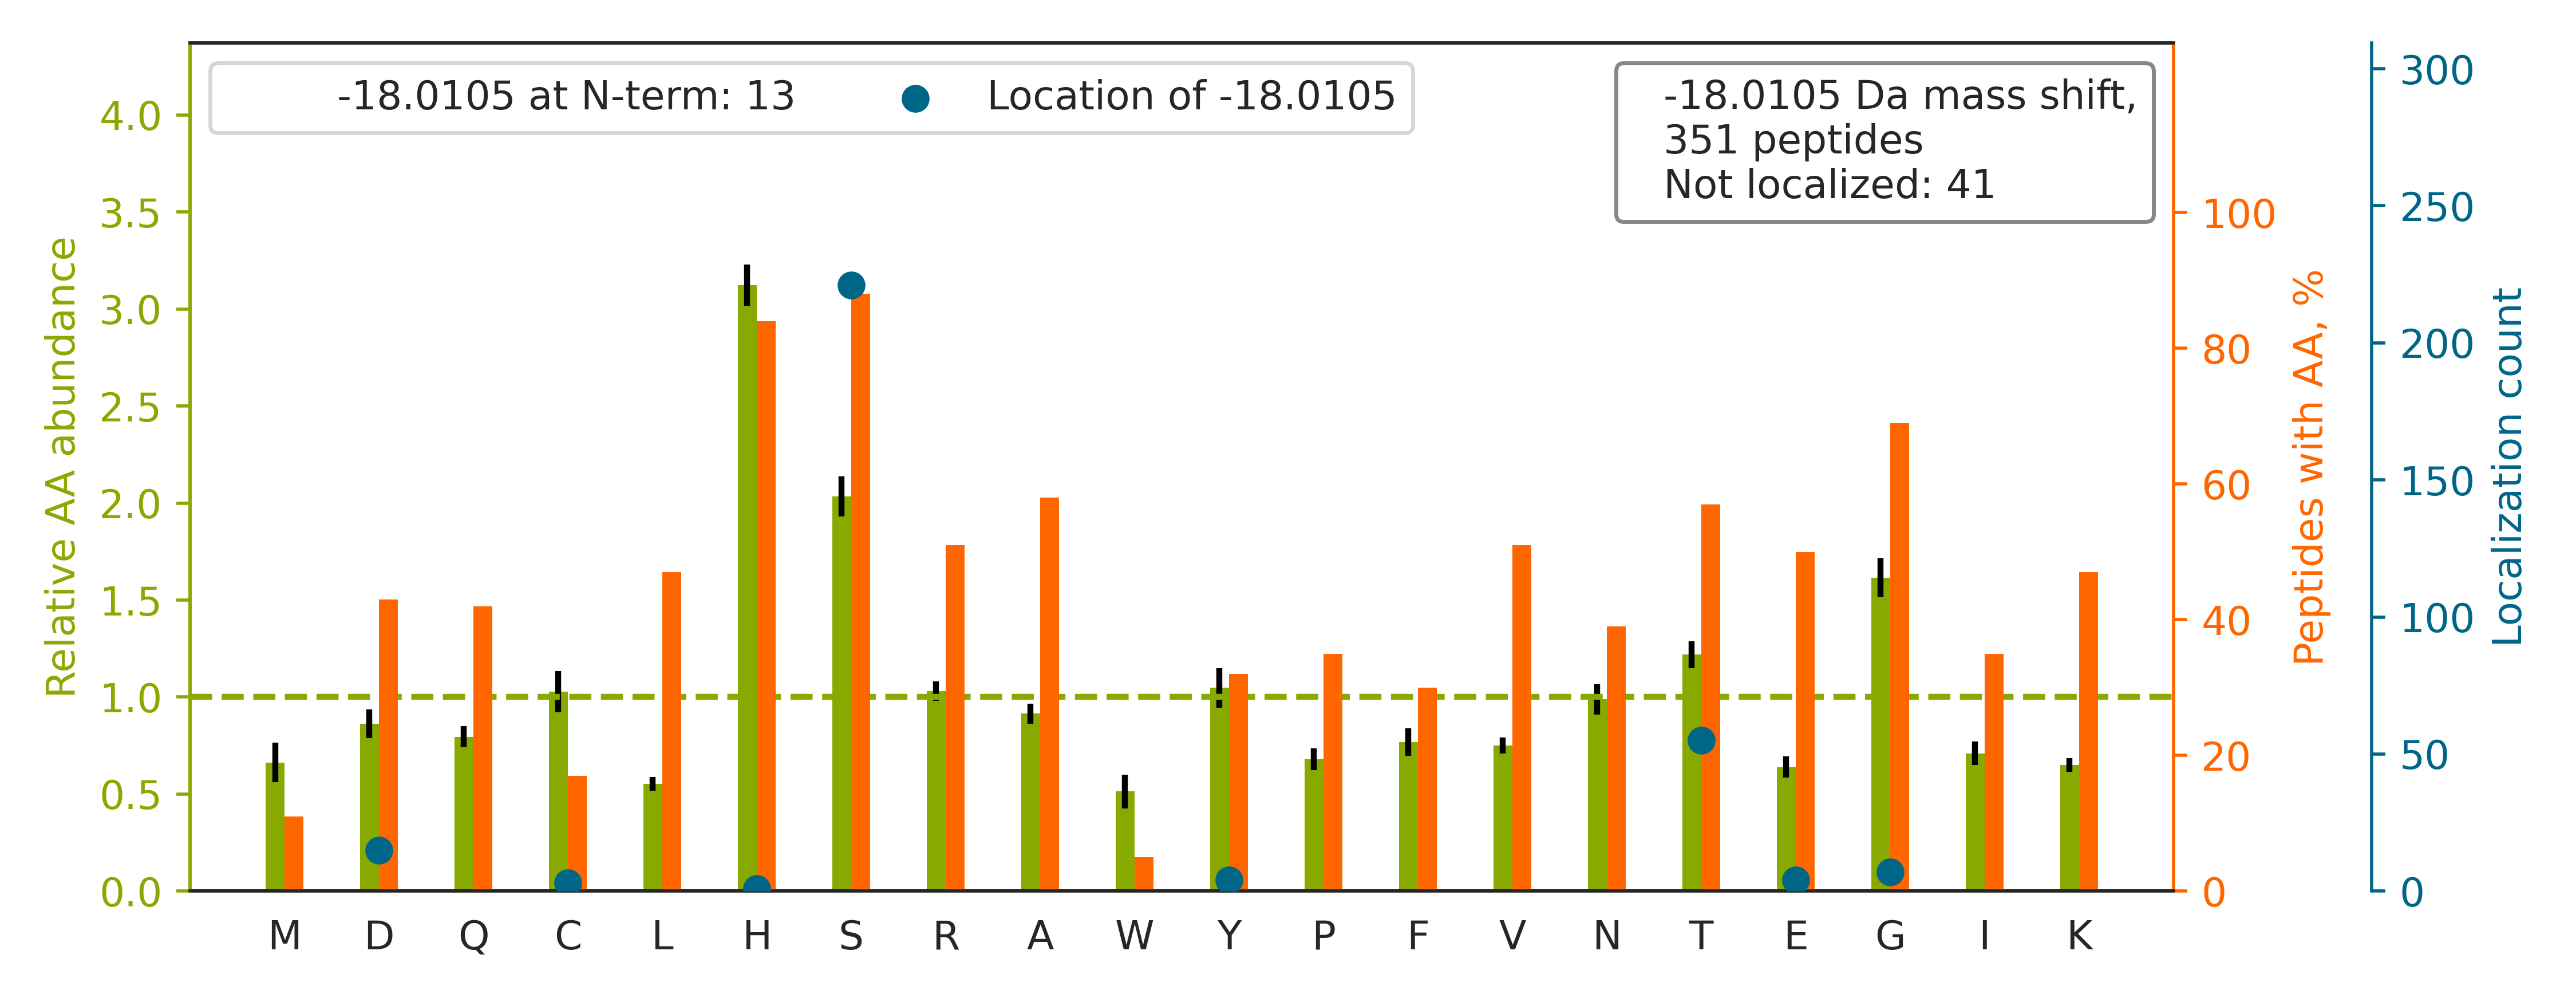 -18.0105 at N-term: 13
Location of -18.0105
-18.0105 Da mass shift,
351 peptides
Not localized: 41
Relative AA abundance
4.0
3.5
3.0
2.5
2.0
1.5
1.0
0.5
0.0
M D Q C L H S R A W Y P F V N T E G I K
100
80
60
40
20
0
Peptides with AA, %
300
250
200
150
100
50
0
Localization count